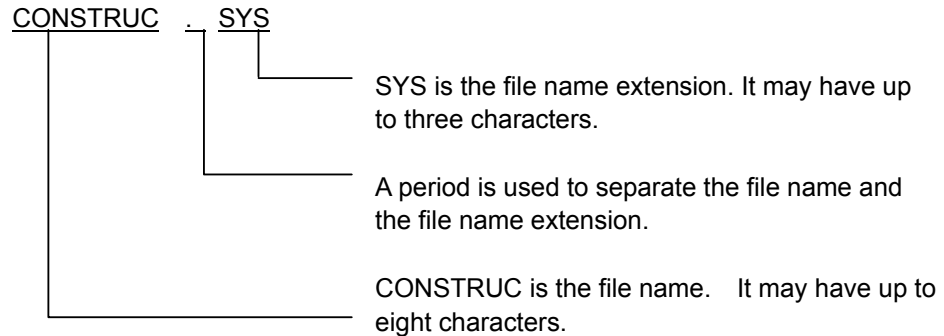 CONSTRUC . SYS
SYS is the file name extension. It may have up
to three characters.
A period is used to separate the file name and
the file name extension.
CONSTRUC is the file name. It may have up to
eight characters.